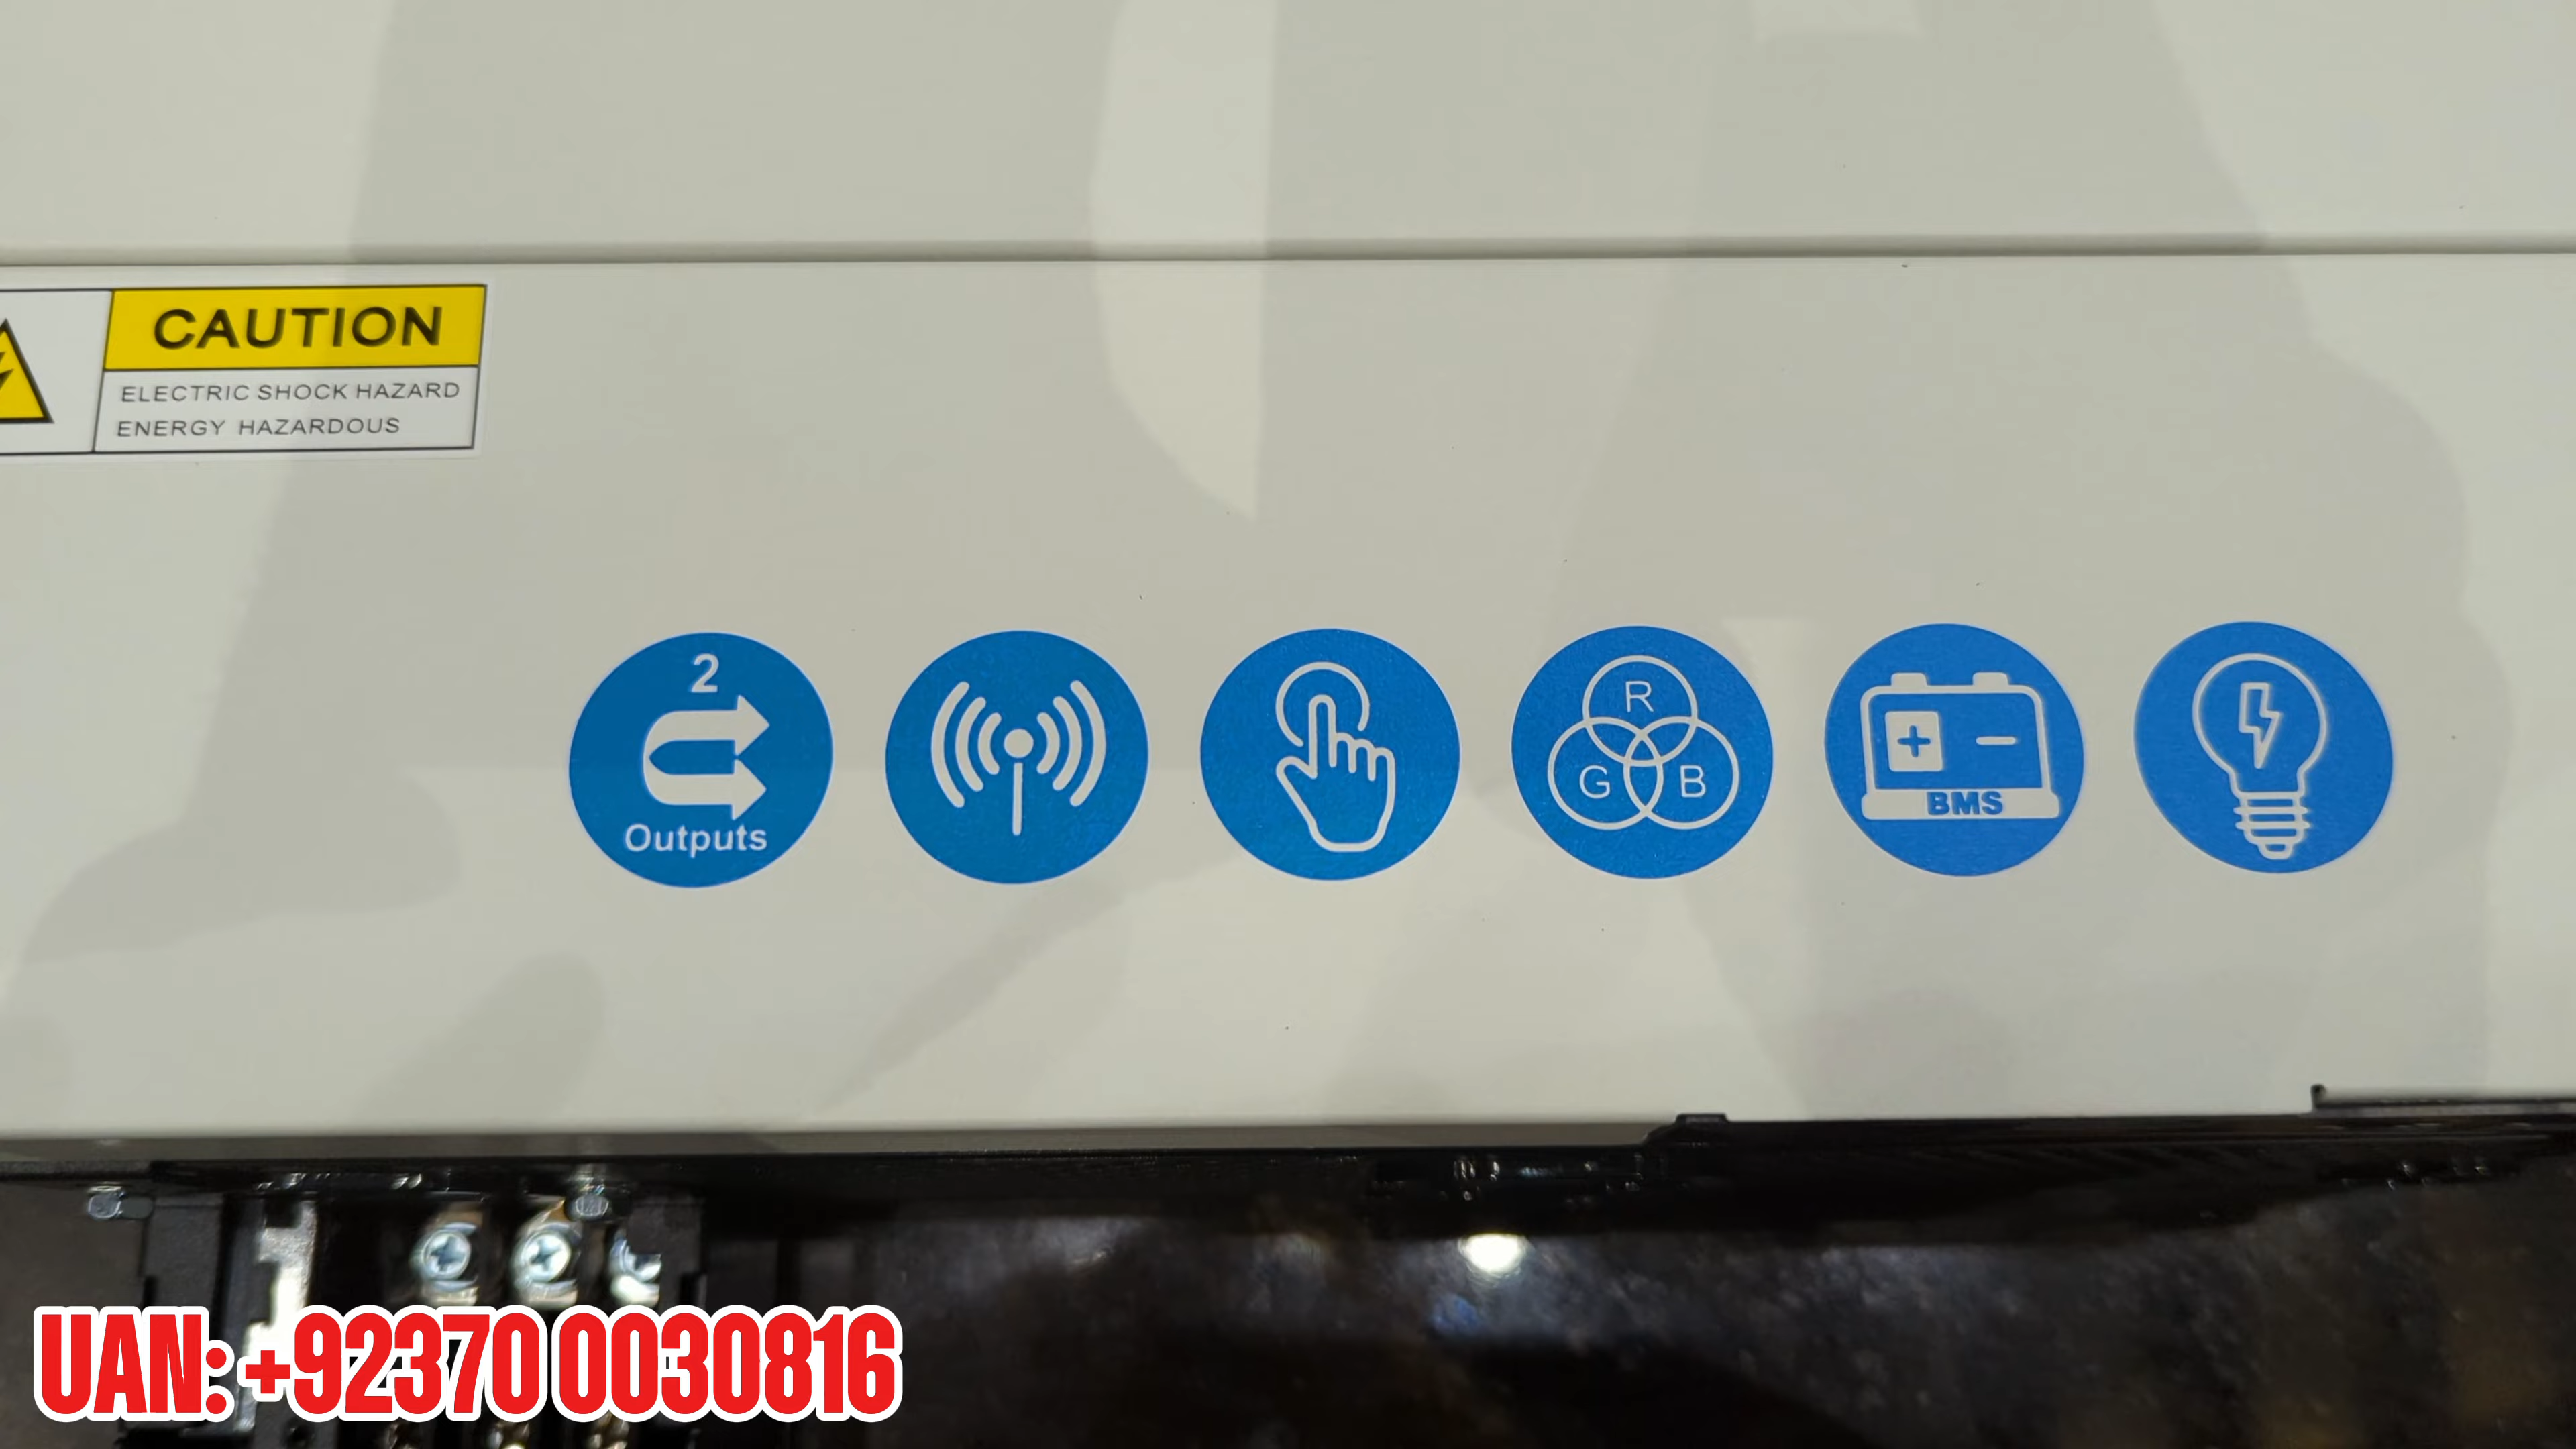 CAUTION
ELECTRIC SHOCK HAZARD
ENERGY HAZARDOUS
2
Outputs
R
G B
+ -
BMS
UAN: +92370 0030816